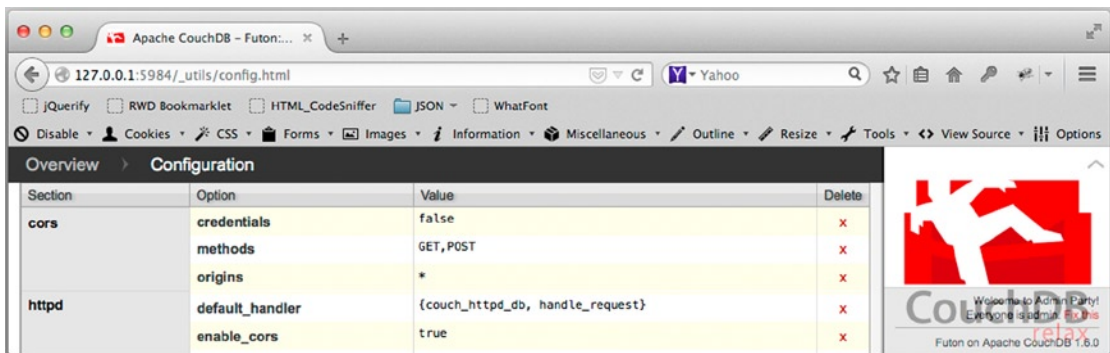 Apache CouchDB – Futon:...
127.0.0.1:5984/_utils/config.html
Yahoo
jQuerify RWD Bookmarklet HTML_CodeSniffer JSON WhatFont
Disable Cookies CSS Forms Images Information Miscellaneous Outline Resize Tools View Source Options
Overview Configuration
Section Option Value Delete
cors credentials false x
methods GET,POST x
origins * x
httpd default_handler {couch_httpd_db, handle_request} x
enable_cors true x
CouchDB
relax
Welcome to Admin Party!
Everyone is admin. Fix this
Futon on Apache CouchDB 1.6.0